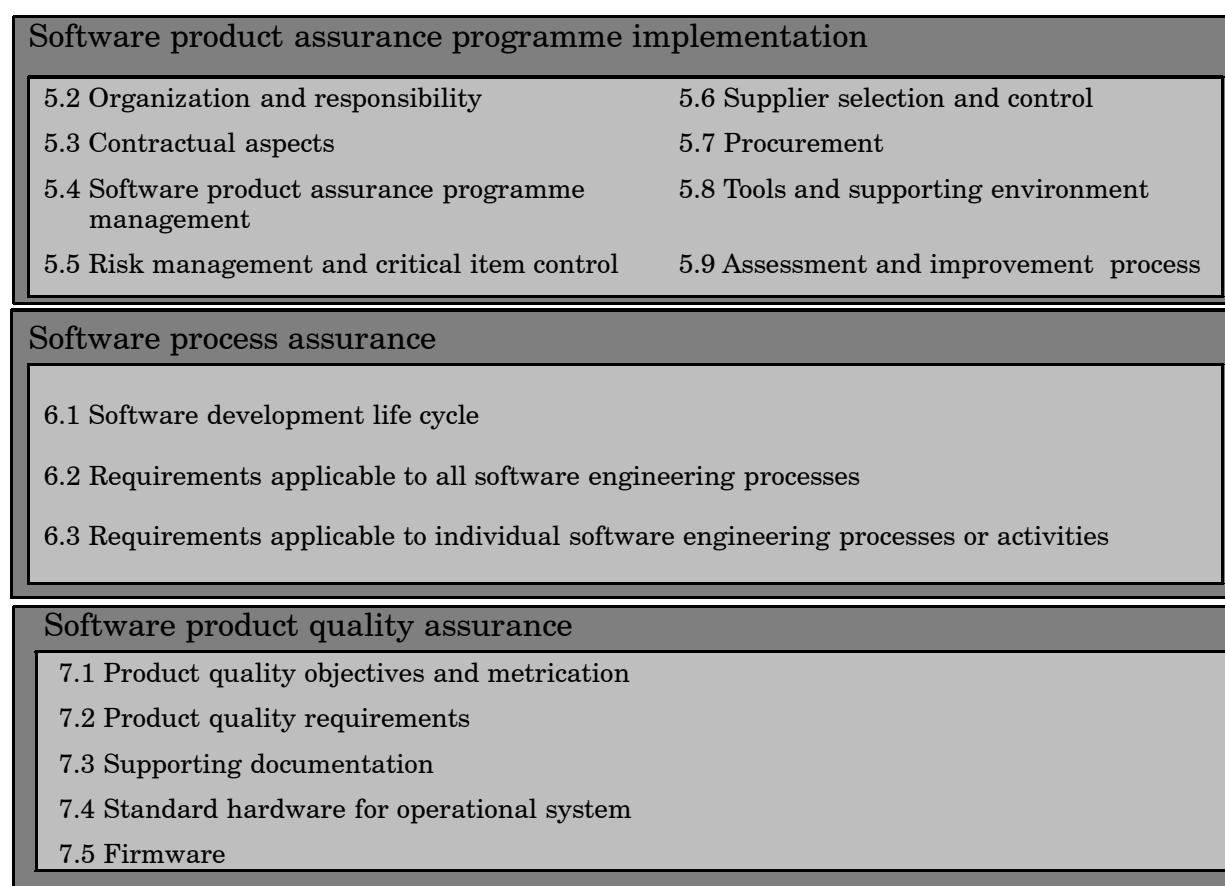 Software product assurance programme implementation
5.2 Organization and responsibility
5.3 Contractual aspects
5.4 Software product assurance programme
management
5.5 Risk management and critical item control
5.6 Supplier selection and control
5.7 Procurement
5.8 Tools and supporting environment
5.9 Assessment and improvement process
Software process assurance
6.1 Software development life cycle
6.2 Requirements applicable to all software engineering processes
6.3 Requirements applicable to individual software engineering processes or activities
Software product quality assurance
7.1 Product quality objectives and metrication
7.2 Product quality requirements
7.3 Supporting documentation
7.4 Standard hardware for operational system
7.5 Firmware